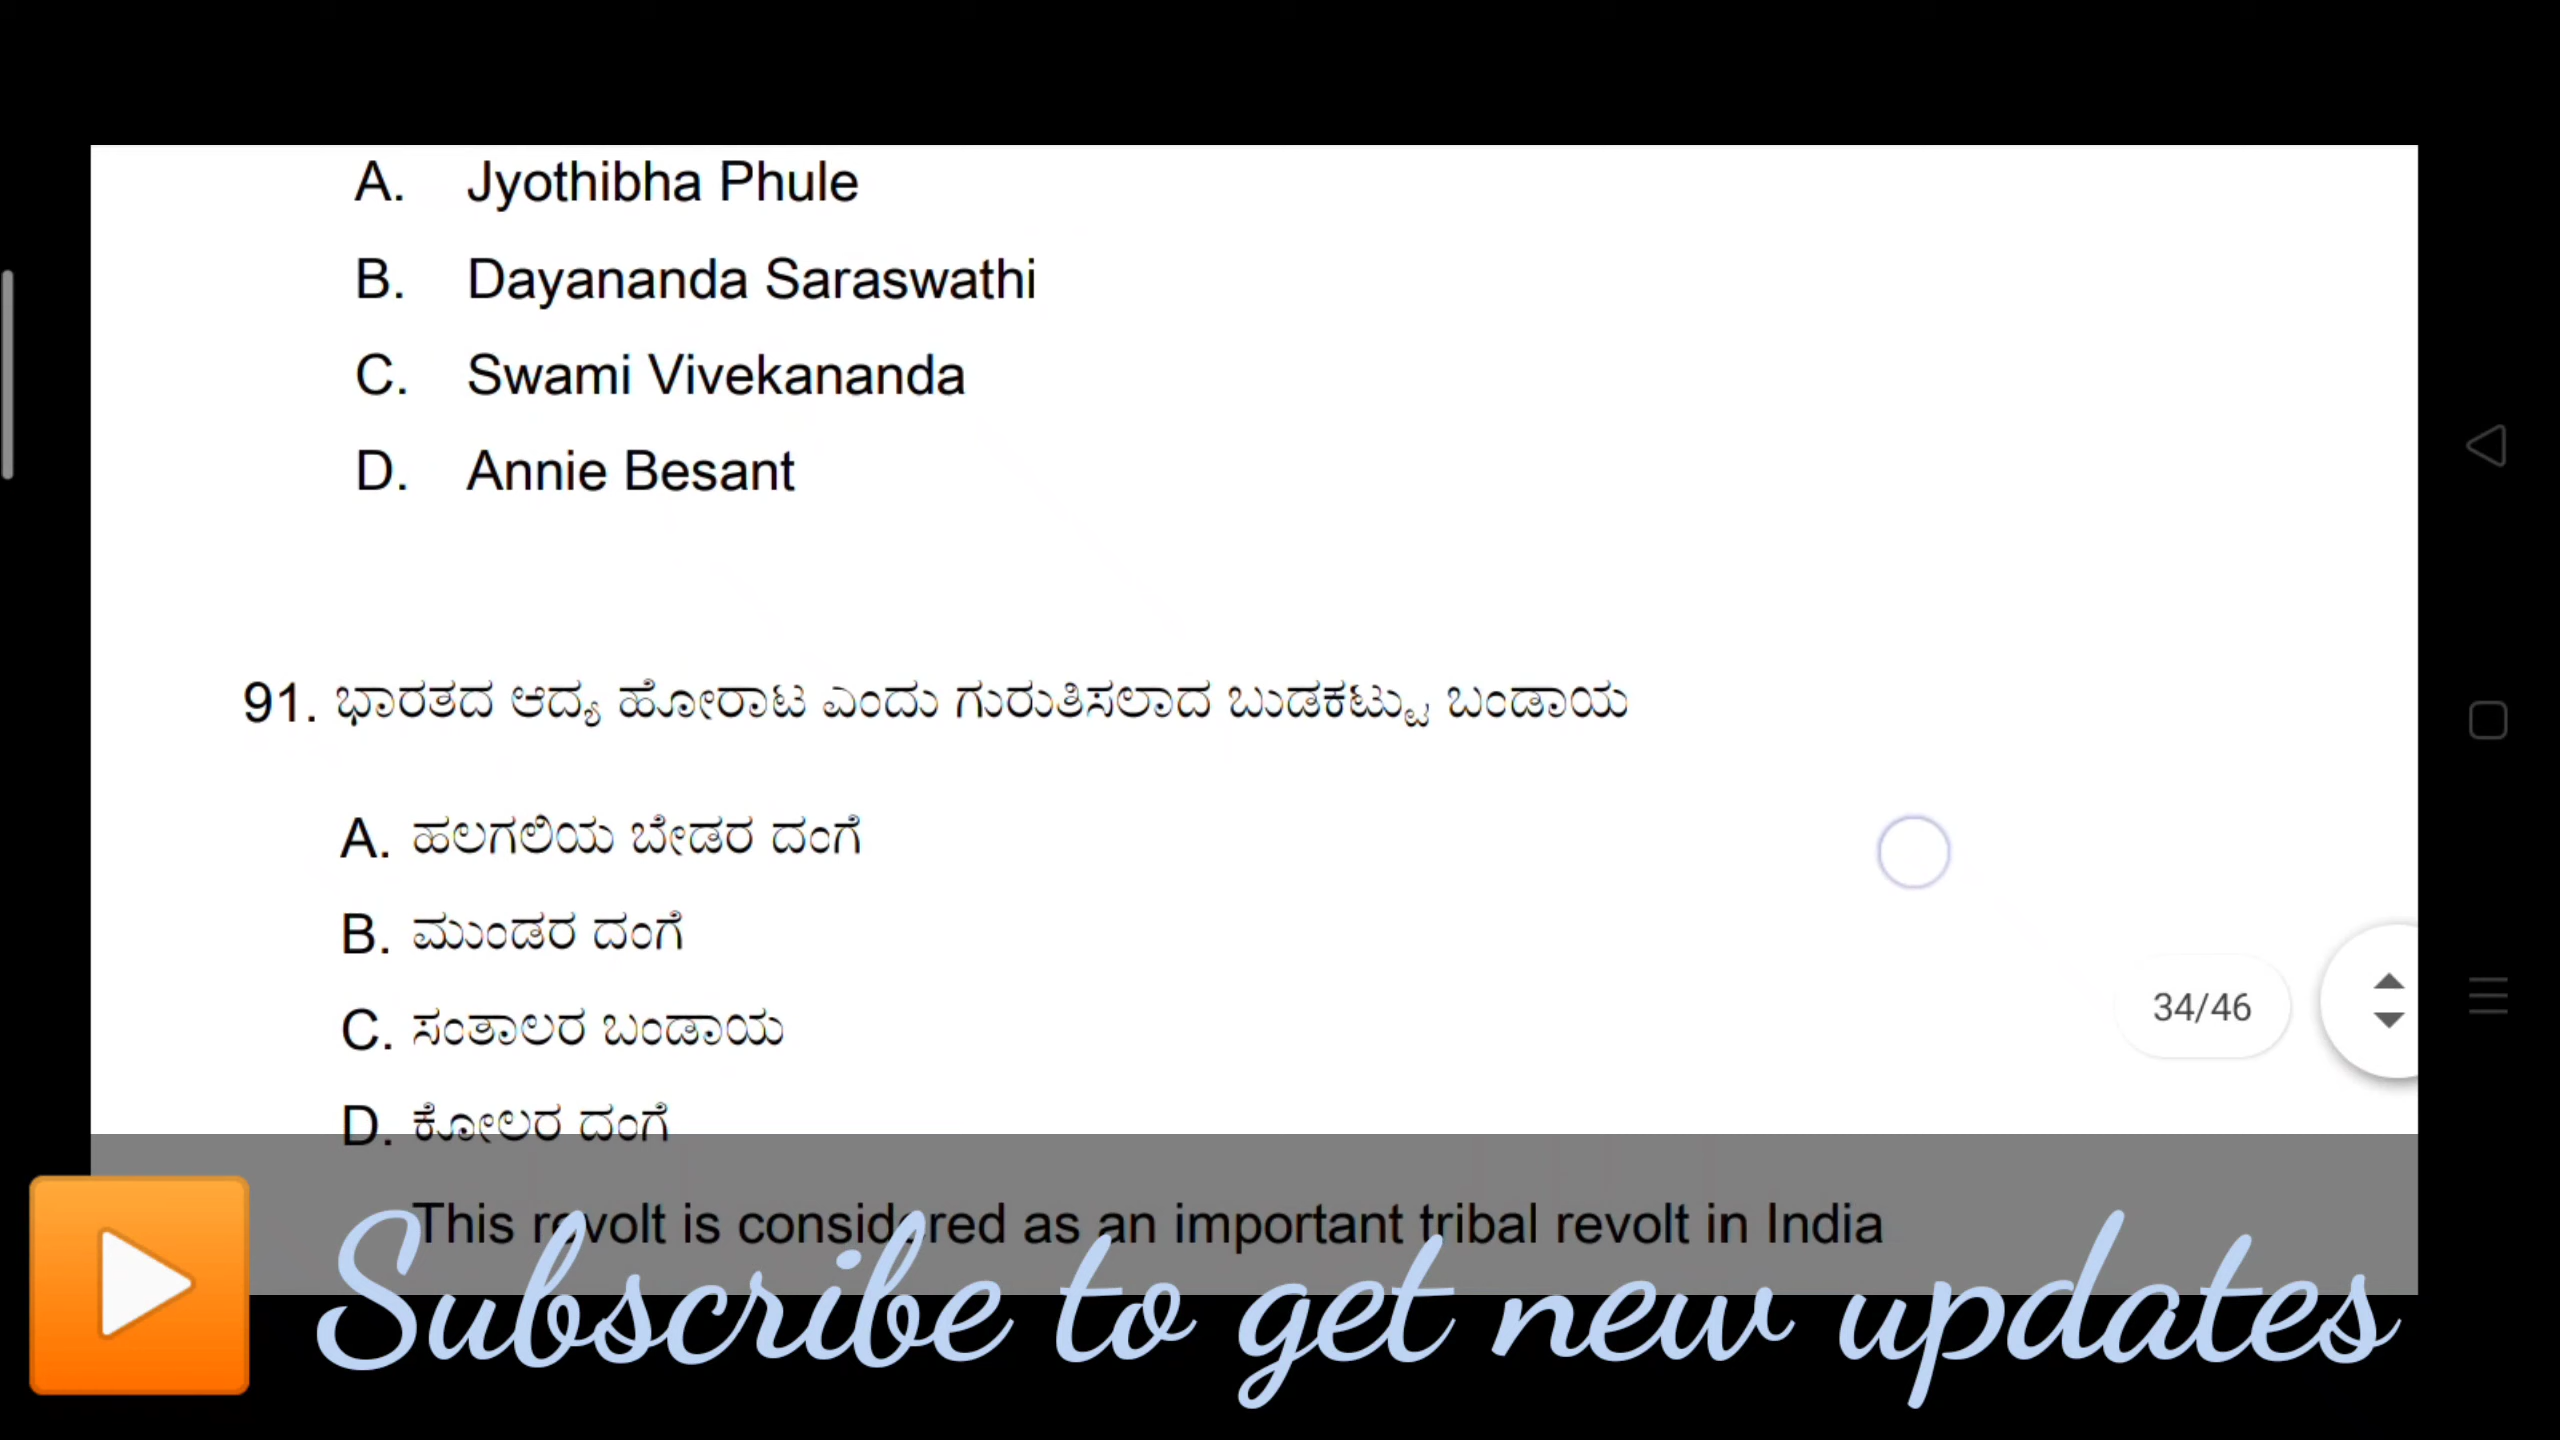 A. Jyothibha Phule
B. Dayananda Saraswathi
C. Swami Vivekananda
D. Annie Besant
91. ಭಾರತದ ಆದ್ಯ ಹೋರಾಟ ಎಂದು ಗುರುತಿಸಲಾದ ಬುಡಕಟ್ಟು ಬಂಡಾಯ
A. ಹಲಗಲಿಯ ಬೇಡರ ದಂಗೆ
B. ಮುಂಡರ ದಂಗೆ
C. ಸಂತಾಲರ ಬಂಡಾಯ
34/46
D. ಕೋಲರ ದಂಗೆ
This revolt is considered as an important tribal revolt in India
Subscribe to get new updates